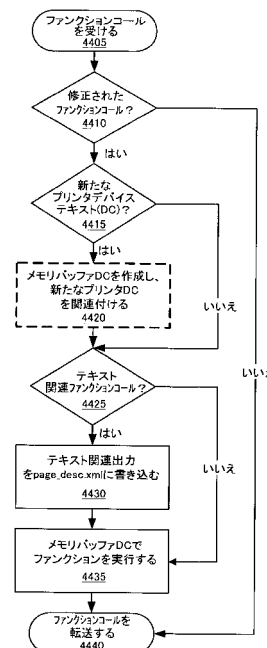 ファンクションコール
を受ける
4405
修正された
ファンクションコール？
4410
はい
新たな
プリンタデバイス
テキスト(DC)？
4415
はい
メモリバッファDCを作成し、
新たなプリンタDC
を関連付ける
4420
いいえ
いいえ
テキスト
関連ファンクションコール？
4425
はい
いいえ
テキスト関連出力
をpage_desc.xmlに書き込む
4430
メモリバッファDCで
ファンクションを実行する
4435
ファンクションコールを
転送する
4440